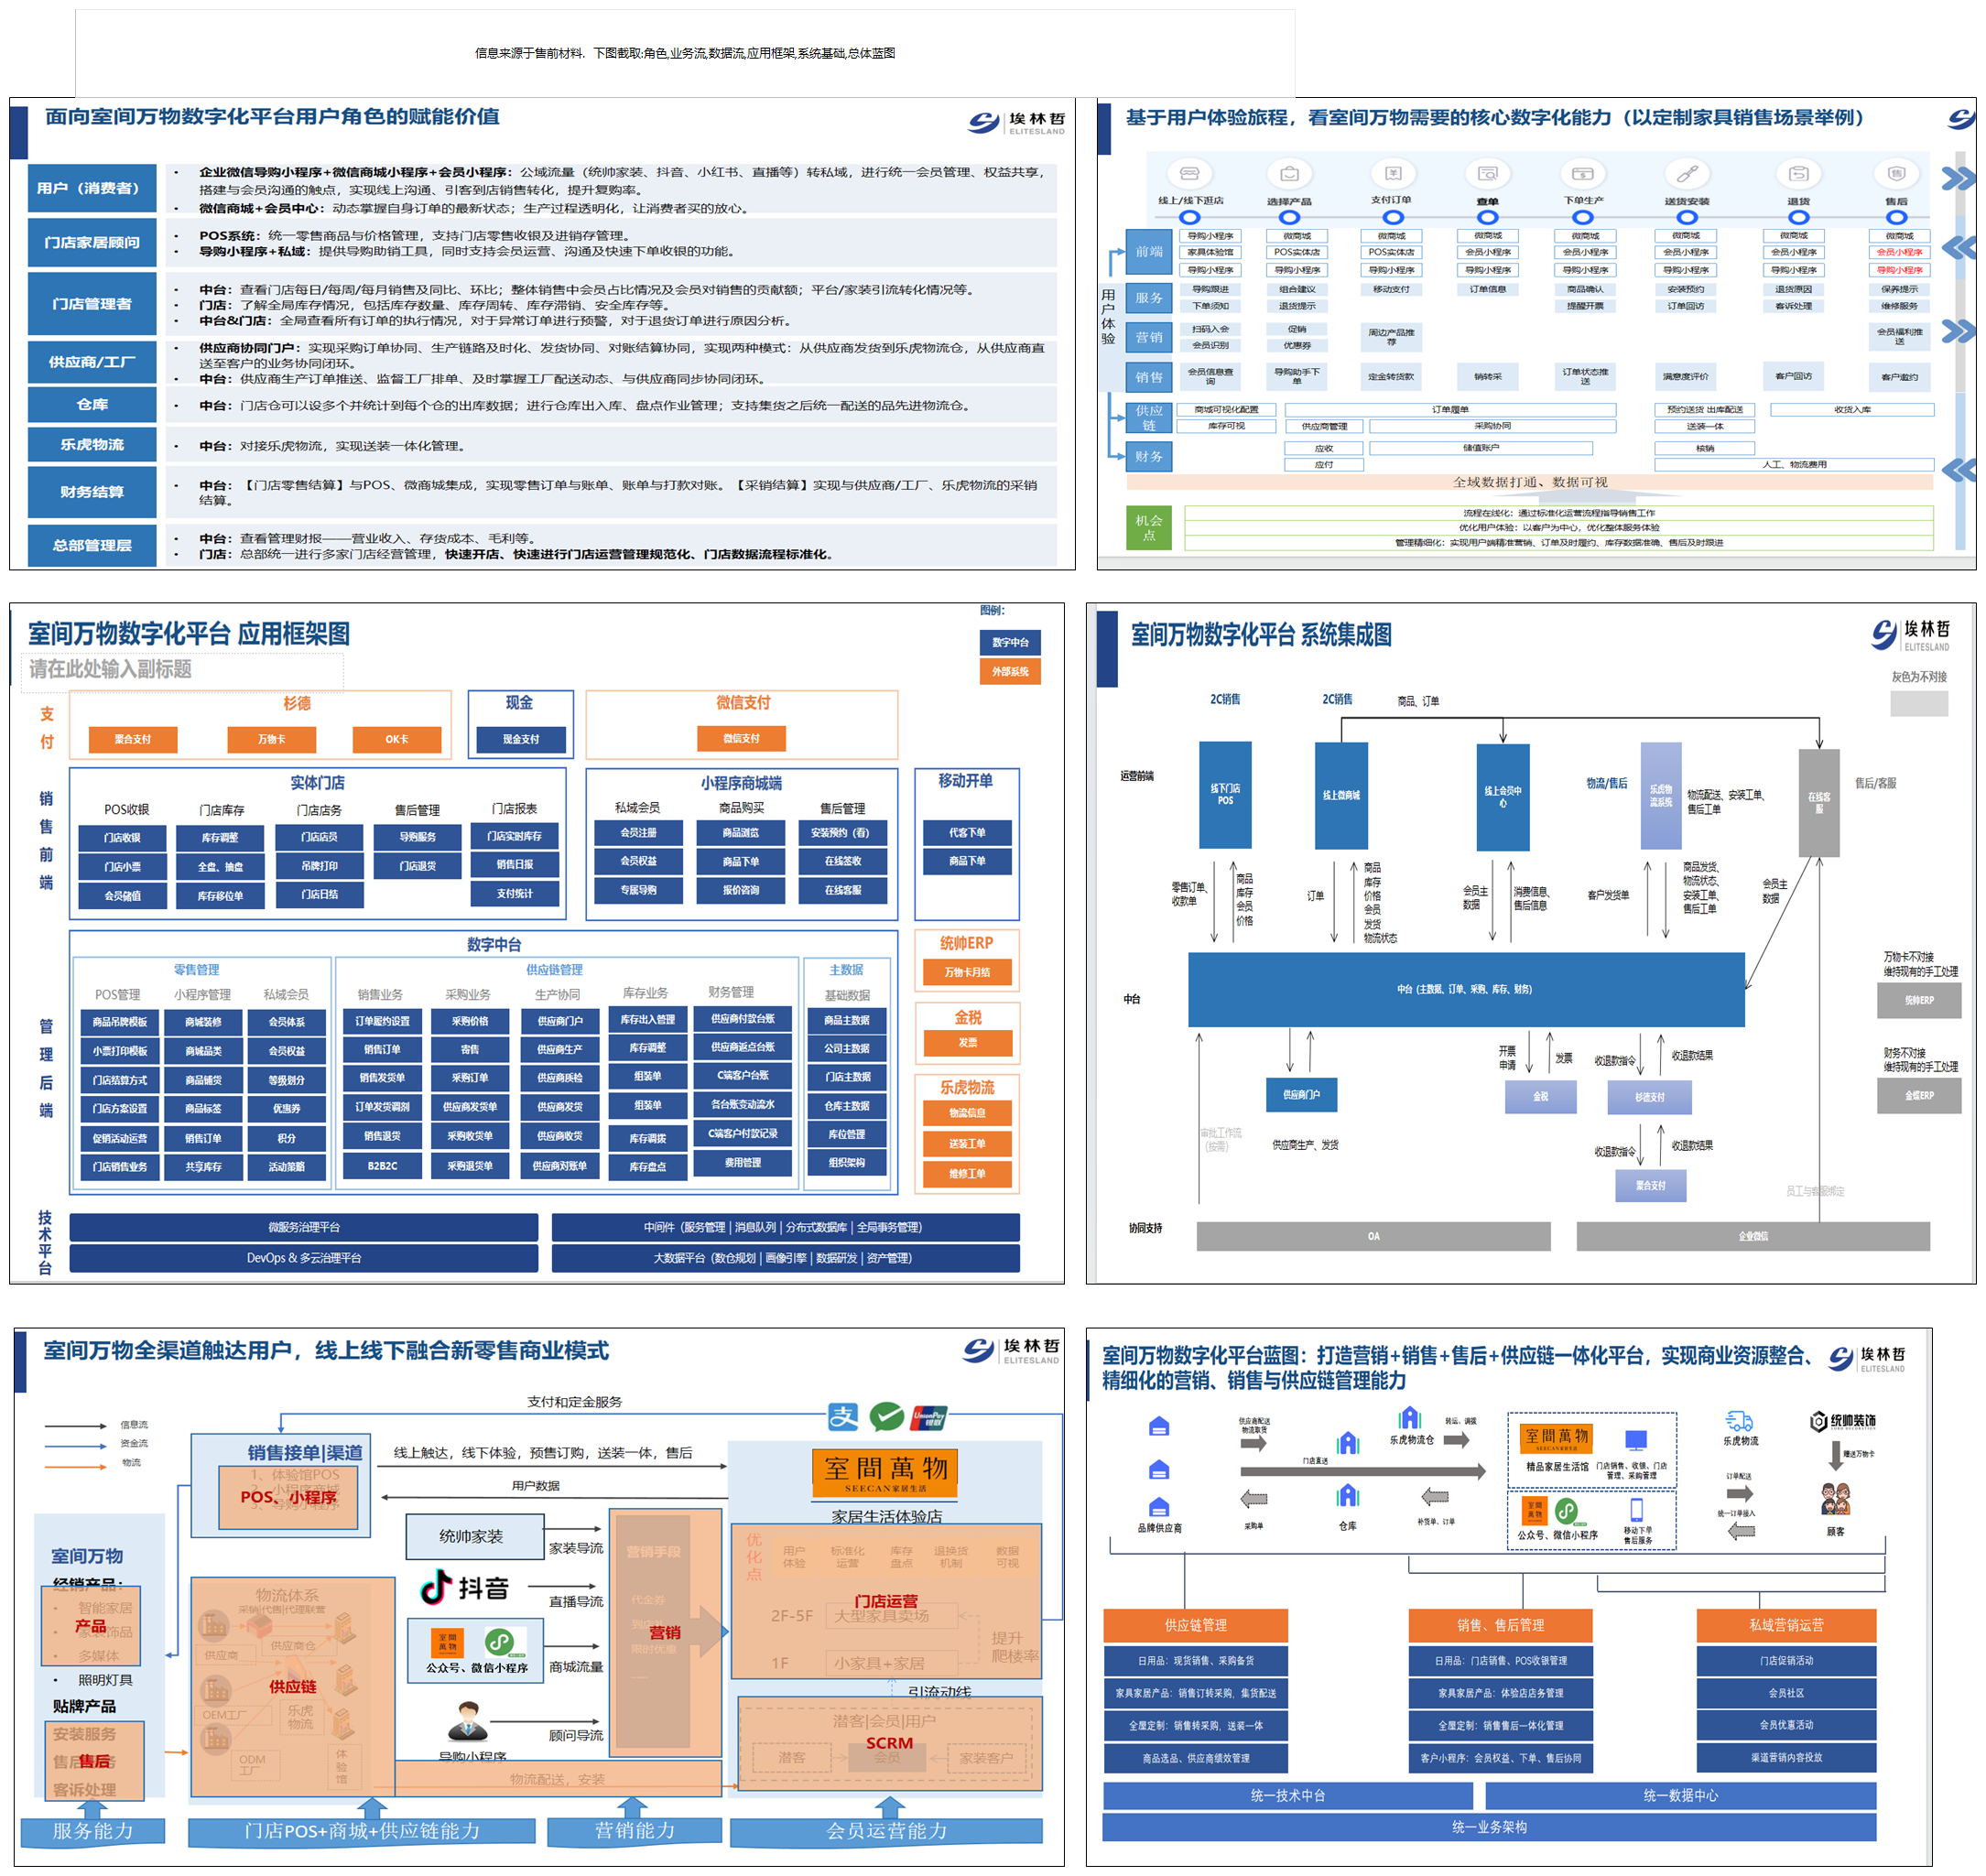 信息来源于售前材料. 下图截取:角色,业务流,数据流,应用框架,系统基础,总体蓝图
面向室间万物数字化平台用户角色的赋能价值
埃林哲
ELITESLAND
用户（消费者）
• 企业微信导购小程序+微信商城小程序+会员小程序：公域流量（统帅家装、抖音、小红书、直播等）转私域，进行统一会员管理、权益共享，
搭建与会员沟通的触点，实现线上沟通、引客到店销售转化，提升复购率。
• 微信商城+会员中心：动态掌握自身订单的最新状态；生产过程透明化，让消费者买的放心。
门店家居顾问
• POS系统：统一零售商品与价格管理，支持门店零售收银及进销存管理。
• 导购小程序+私域：提供导购助销工具，同时支持会员运营、沟通及快速下单收银的功能。
门店管理者
• 中台：查看门店每日/每周/每月销售及同比、环比；整体销售中会员占比情况及会员对销售的贡献额；平台/家装引流转化情况等。
• 门店：了解全局库存情况，包括库存数量、库存周转、库存滞销、安全库存等。
• 中台&门店：全局查看所有订单的执行情况，对于异常订单进行预警，对于退货订单进行原因分析。
供应商/工厂
• 供应商协同门户：实现采购订单协同、生产链路及时化、发货协同、对账结算协同，实现两种模式：从供应商发货到乐虎物流仓，从供应商直
送至客户的业务协同闭环。
• 中台：供应商生产订单推送、监督工厂排单、及时掌握工厂配送动态、与供应商同步协同闭环。
仓库
• 中台：门店仓可以设多个并统计到每个仓的出库数据；进行仓库出入库、盘点作业管理；支持集货之后统一配送的品先进物流仓。
乐虎物流
• 中台：对接乐虎物流，实现送装一体化管理。
财务结算
• 中台：【门店零售结算】与POS、微商城集成，实现零售订单与账单、账单与打款对账。【采销结算】实现与供应商/工厂、乐虎物流的采销
结算。
总部管理层
• 中台：查看管理财报——营业收入、存货成本、毛利等。
• 门店：总部统一进行多家门店经营管理，快速开店、快速进行门店运营管理规范化、门店数据流程标准化。
基于用户体验旅程，看室间万物需要的核心数字化能力（以定制家具销售场景举例）
线上/线下逛店 选择产品 支付订单 查单 下单生产 送货安装 退货 售后
用户体验
前端
导购小程序 微商城 微商城 微商城 微商城 微商城 微商城 微商城
家具体验馆 POS实体店 POS实体店 会员小程序 会员小程序 会员小程序 会员小程序 会员小程序
导购小程序 导购小程序 导购小程序 导购小程序 导购小程序 导购小程序 导购小程序 导购小程序
服务
导购跟进 组合建议 移动支付 订单信息 商品确认 安装预约 退货原因 保养提示
下单须知 退货提示 提醒开票 订单回访 客诉处理 维修服务
营销
扫码入会 促销 周边产品推荐 会员福利推送
会员识别 优惠券
销售
会员信息查询 导购助手下单 定金转货款 销转采 订单状态推送 满意度评价 客户回访 客户邀约
供应链
商城可视化配置 订单履单 预约送货 出库配送 收货入库
库存可视 供应商管理 采购协同 送装一体
财务
应收 储值账户 核销
应付 人工、物流费用
全域数据打通、数据可视
机会点
流程在线化：通过标准化运营流程指导销售工作
优化用户体验：以客户为中心，优化整体服务体验
管理精细化：实现用户端精准营销、订单及时履约、库存数据准确、售后及时跟进
室间万物数字化平台 应用框架图
请在此处输入副标题
图例：
数字中台
外部系统
支付
杉德 现金 微信支付
聚合支付 万物卡 OK卡 现金支付 微信支付
销售前端
实体门店 小程序商城端 移动开单
POS收银 门店库存 门店店务 售后管理 门店报表 私域会员 商品购买 售后管理
门店收银 库存调整 门店店员 导购服务 门店实时库存 会员注册 商品浏览 安装预约（看） 代客下单
门店小票 全盘、抽盘 吊牌打印 门店退货 销售日报 会员权益 商品下单 在线签收 商品下单
会员储值 库存移位单 门店日结 支付统计 专属导购 报价咨询 在线客服
管理后端
数字中台
零售管理 供应链管理 主数据
POS管理 小程序管理 私域会员 销售业务 采购业务 生产协同 库存业务 财务管理 基础数据
商品吊牌模板 商城装修 会员体系 订单履约设置 采购价格 供应商门户 库存出入管理 供应商付款台账 商品主数据
小票打印模板 商城品类 会员权益 销售订单 寄售 供应商生产 库存调整 供应商返点台账 公司主数据
门店结算方式 商品铺货 等级划分 销售发货单 采购订单 供应商质检 组装单 C端客户台账 门店主数据
门店方案设置 商品标签 优惠券 订单发货调剂 供应商发货单 供应商发货 组装单 各台账变动流水 仓库主数据
促销活动运营 销售订单 积分 销售退货 采购收货单 供应商收货 库存调拨 C端客户付款记录 库位管理
门店销售业务 共享库存 活动策略 B2B2C 采购退货单 供应商对账单 库存盘点 费用管理 组织架构
统帅ERP
万物卡月结
金税
发票
乐虎物流
物流信息
送装工单
维修工单
技术平台
微服务治理平台 中间件（服务管理 | 消息队列 | 分布式数据库 | 全局事务管理）
DevOps & 多云治理平台 大数据平台（数仓规划 | 画像引擎 | 数据研发 | 资产管理）
室间万物数字化平台 系统集成图
埃林哲
ELITESLAND
灰色为不对接
2C销售 2C销售 商品、订单
运营前端
线下门店POS 线上微商城 线上会员中心 物流/售后 乐虎物流系统 物流配送、安装工单、售后工单 在线客服 售后/客服
零售订单、收款单 商品 库存 会员 价格 订单 商品 库存 价格 会员 发货 物流状态 会员主数据 消费信息、售后信息 客户发货单 商品发货、物流状态、安装工单、售后工单 会员主数据
中台
中台（主数据、订单、采购、库存、财务）
万物卡不对接
维持现有的手工处理
统帅ERP
开票申请 发票 收退款指令 收退款结果
财务不对接
维持现有的手工处理
金蝶ERP
供应商门户 金税 杉德支付
审批工作流（按需） 供应商生产、发货 收退款指令 收退款结果
聚合支付
员工与客服绑定
协同支持
OA 企业微信
室间万物全渠道触达用户，线上线下融合新零售商业模式
埃林哲
ELITESLAND
信息流
资金流
物流
支付和定金服务
支
UnionPay
销售接单|渠道
1、体验馆POS
POS、小程序
线上触达，线下体验，预售订购，送装一体，售后
用户数据
室間萬物
SEECAN家居生活
家居生活体验店
室间万物
经销产品：
• 智能家居
产品
• 家装饰品
• 多媒体
• 照明灯具
贴牌产品
安装服务
售后
客诉处理
物流体系
采销|代售|代理联营
供应商仓
供应商
供应链
OEM工厂
乐虎物流
ODM工厂
体验馆
统帅家装 家装导流
抖音 直播导流
室間萬物
公众号、微信小程序 商城流量
导购小程序 顾问导流
营销手段
代金券
营销
限时优惠
物流配送，安装
优化点
用户体验 标准化运营 库存盘点 退换货机制 数据可视
门店运营
2F-5F 大型家具卖场
1F 小家具+家居
提升爬楼率
引流动线
潜客|会员|用户
SCRM
潜客 会员 家装客户
服务能力 门店POS+商城+供应链能力 营销能力 会员运营能力
室间万物数字化平台蓝图：打造营销+销售+售后+供应链一体化平台，实现商业资源整合、
精细化的营销、销售与供应链管理能力
埃林哲
ELITESLAND
品牌供应商
供应商配送
物流取货
门店直送
采购单
仓库
乐虎物流仓
转运、调拨
补货单、订单
室間萬物
SEECAN家居生活
精品家居生活馆
门店销售、收银、门店管理、采购管理
室間萬物
公众号、微信小程序
移动下单
售后服务
乐虎物流
订单配送
统一订单接入
统帅装饰
赠送万物卡
顾客
供应链管理 销售、售后管理 私域营销运营
日用品：现货销售、采购备货 日用品：门店销售、POS收银管理 门店促销活动
家具家居产品：销售订转采购，集货配送 家具家居产品：体验店店务管理 会员社区
全屋定制：销售转采购，送装一体 全屋定制：销售售后一体化管理 会员优惠活动
商品选品、供应商绩效管理 客户小程序：会员权益、下单、售后协同 渠道营销内容投放
统一技术中台 统一数据中心
统一业务架构